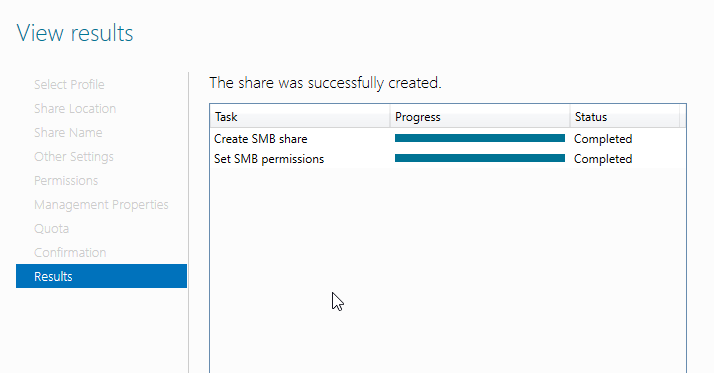 View results
Select Profile
Share Location
Share Name
Other Settings
Permissions
Management Properties
Quota
Confirmation
Results
The share was successfully created.
Task Progress Status
Create SMB share Completed
Set SMB permissions Completed